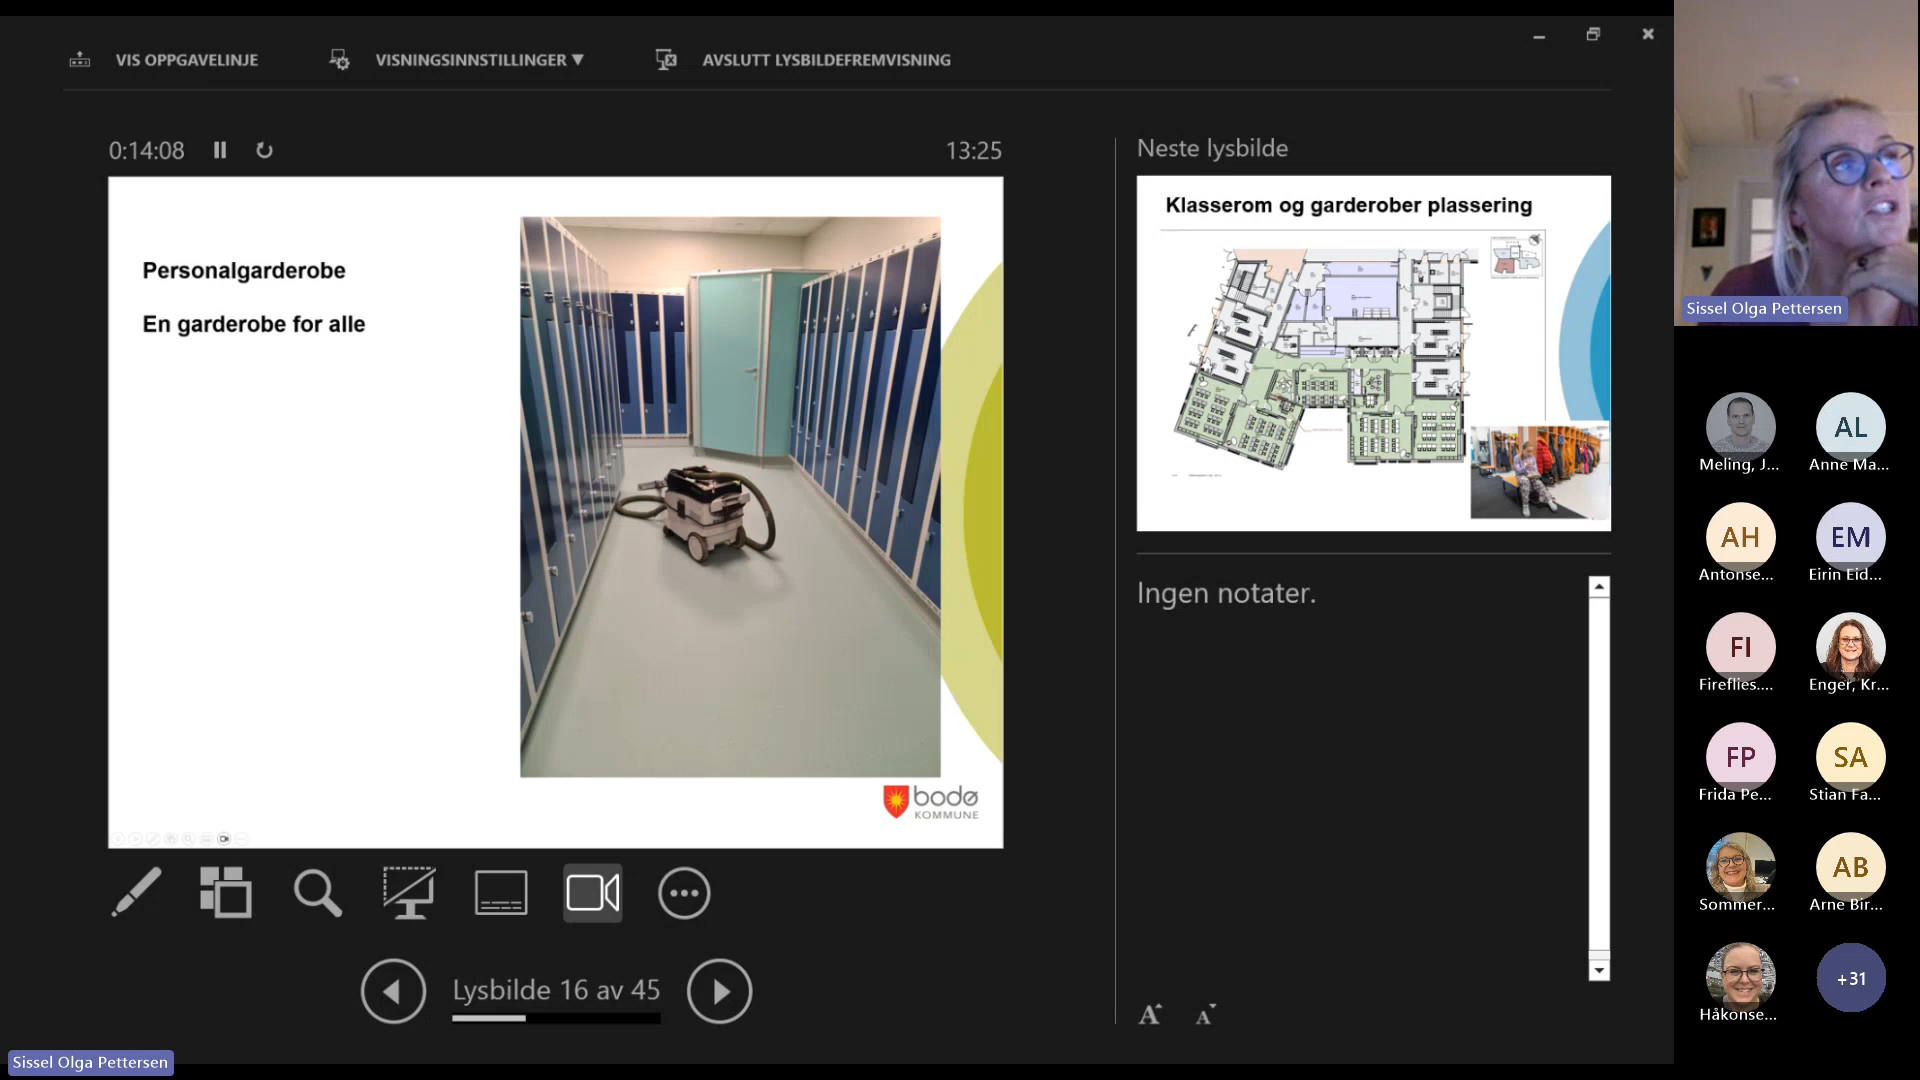 VIS OPPGAVELINJE
VISNINGSINNSTILLINGER ▼
AVSLUTT LYSBILDEFREMVISNING
0:14:08
13:25
Personalgarderobe
En garderobe for alle
bodø
KOMMUNE
Lysbilde 16 av 45
Neste lysbilde
Klasserom og garderober plassering
Ingen notater.
A
A
Sissel Olga Pettersen
Meling, J...
AL
Anne Ma...
AH
Antonse...
EM
Eirin Eid...
FI
Fireflies....
Enger, Kr...
FP
Frida Pe...
SA
Stian Fa...
Sommer...
AB
Arne Bir...
Håkonse...
+31
Sissel Olga Pettersen